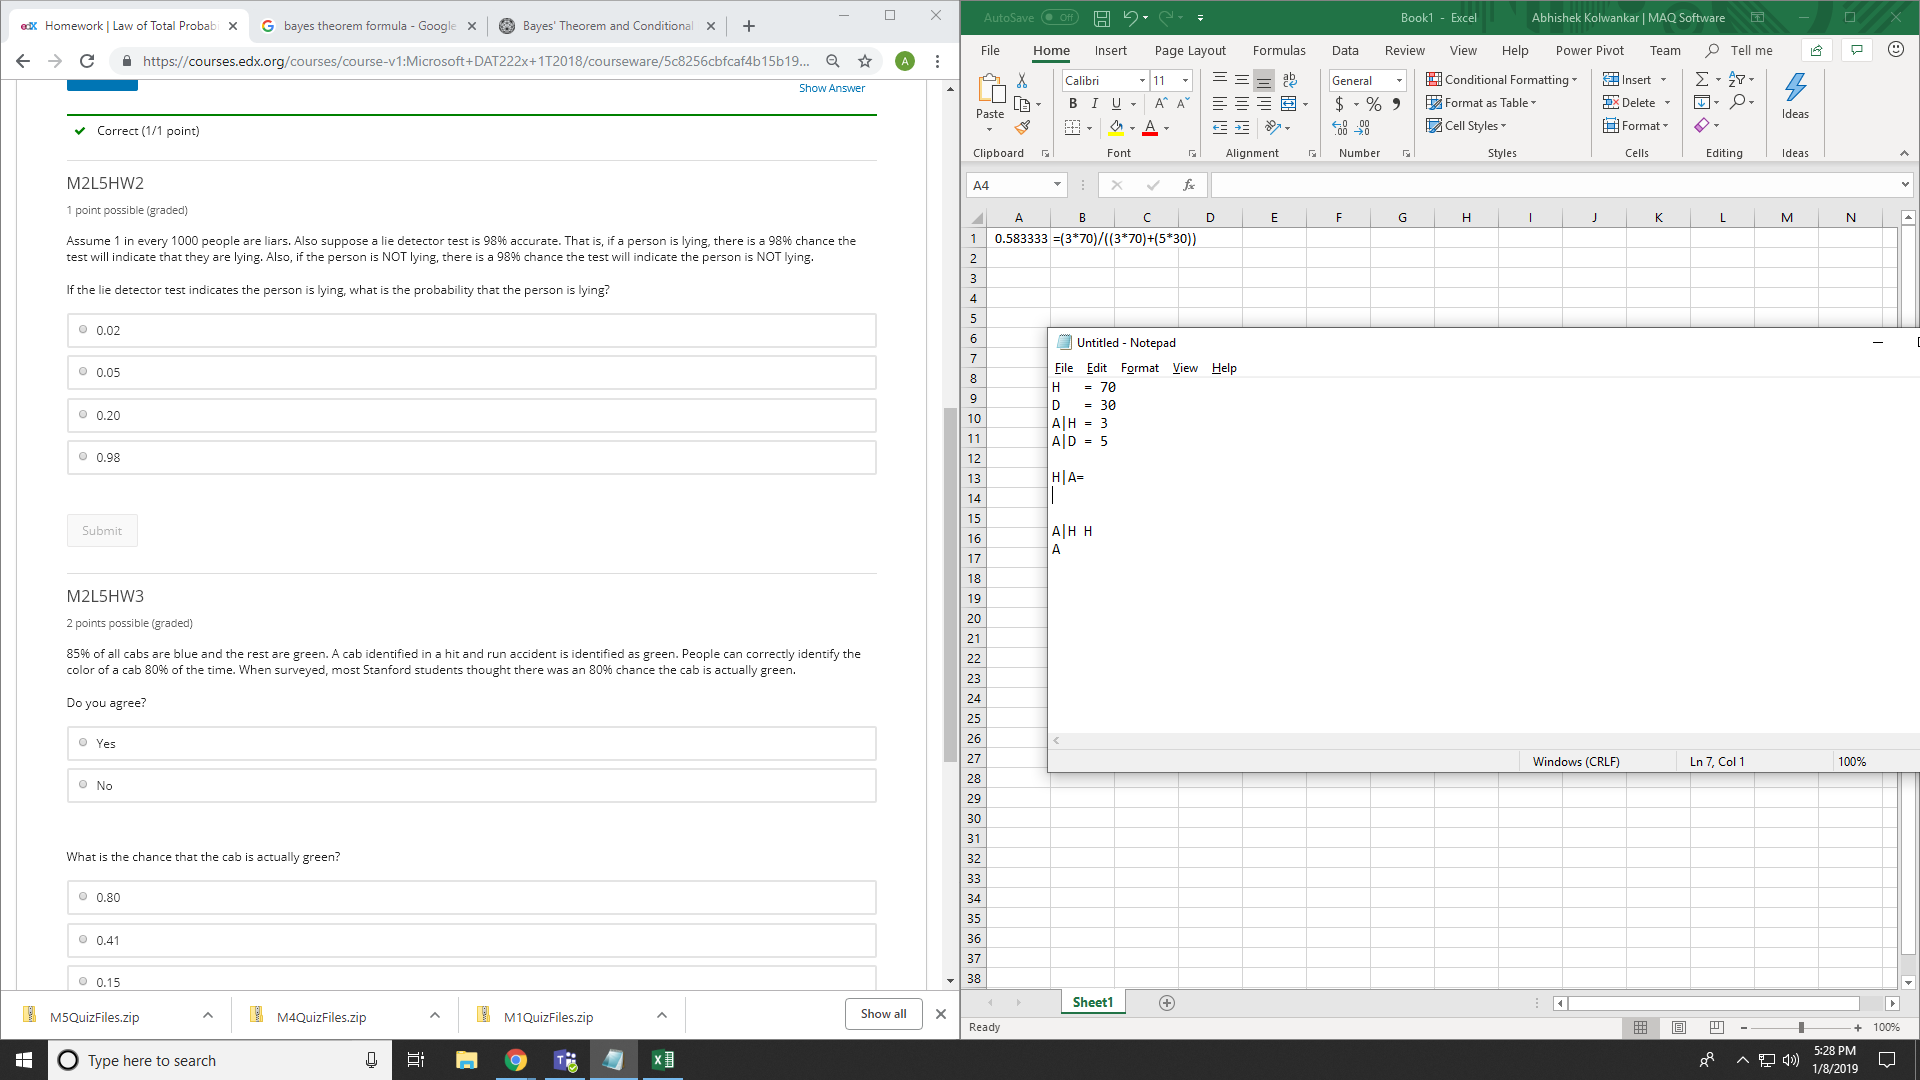 Homework | Law of Total Probab
bayes theorem formula - Google
Bayes' Theorem and Conditional
https://courses.edx.org/courses/course-v1:Microsoft+DAT222x+1T2018/courseware/5c8256cbfcaf4b15b19...
A
Show Answer
Correct (1/1 point)
M2L5HW2
1 point possible (graded)
Assume 1 in every 1000 people are liars. Also suppose a lie detector test is 98% accurate. That is, if a person is lying, there is a 98% chance the
test will indicate that they are lying. Also, if the person is NOT lying, there is a 98% chance the test will indicate the person is NOT lying.
If the lie detector test indicates the person is lying, what is the probability that the person is lying?
0.02
0.05
0.20
0.98
Submit
M2L5HW3
2 points possible (graded)
85% of all cabs are blue and the rest are green. A cab identified in a hit and run accident is identified as green. People can correctly identify the
color of a cab 80% of the time. When surveyed, most Stanford students thought there was an 80% chance the cab is actually green.
Do you agree?
Yes
No
What is the chance that the cab is actually green?
0.80
0.41
0.15
M5QuizFiles.zip
M4QuizFiles.zip
M1QuizFiles.zip
Show all
AutoSave Off
Book1 - Excel
Abhishek Kolwankar | MAQ Software
File Home Insert Page Layout Formulas Data Review View Help Power Pivot Team Tell me
Paste
Clipboard
Calibri 11
B I U
Font
Alignment
General
$ % 9
Number
Conditional Formatting
Format as Table
Cell Styles
Styles
Insert
Delete
Format
Cells
Editing
Ideas
Ideas
A4
fx
A B C D E F G H I J K L M N
1 0.583333 =(3*70)/((3*70)+(5*30))
2
3
4
5
6
7
8
9
10
11
12
13
14
15
16
17
18
19
20
21
22
23
24
25
26
27
28
29
30
31
32
33
34
35
36
37
38
Untitled - Notepad
File Edit Format View Help
H = 70
D = 30
A|H = 3
A|D = 5
H|A=
A|H H
A
Windows (CRLF)
Ln 7, Col 1
100%
Sheet1
Ready
100%
Type here to search
5:28 PM
1/8/2019